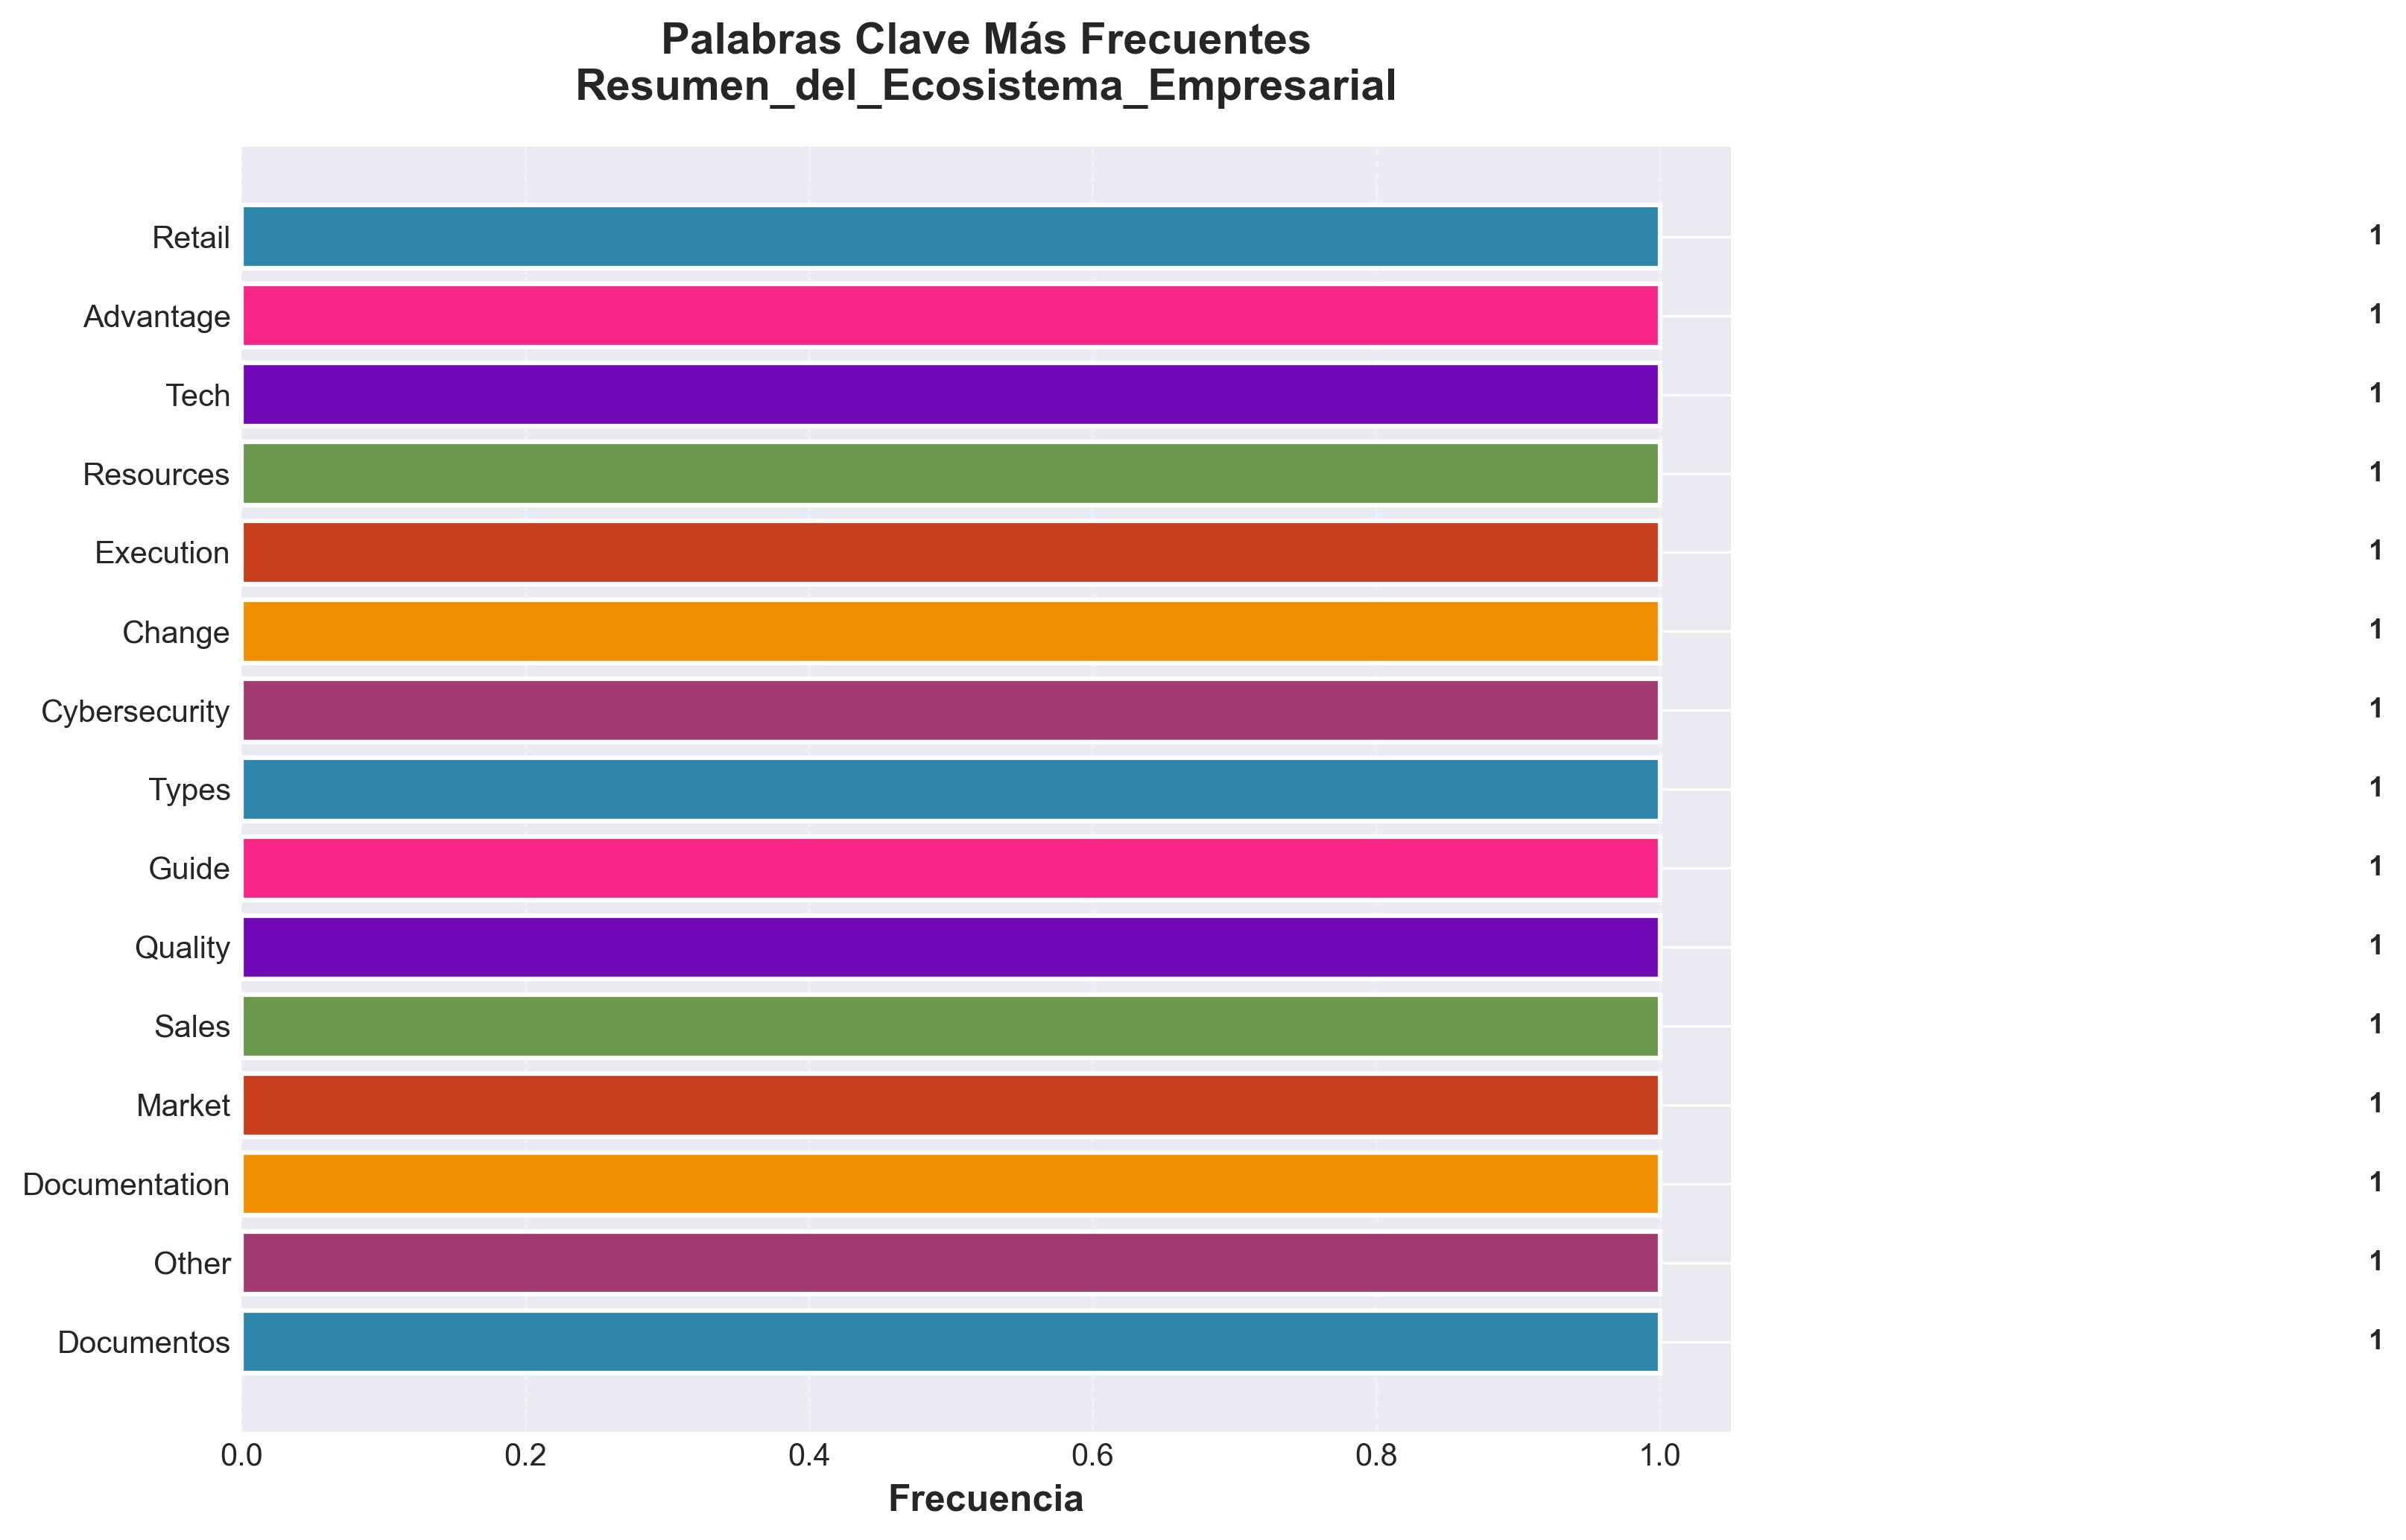 Palabras Clave Más Frecuentes
Resumen_del_Ecosistema_Empresarial
Retail 1
Advantage 1
Tech 1
Resources 1
Execution 1
Change 1
Cybersecurity 1
Types 1
Guide 1
Quality 1
Sales 1
Market 1
Documentation 1
Other 1
Documentos 1
0.0 0.2 0.4 0.6 0.8 1.0
Frecuencia